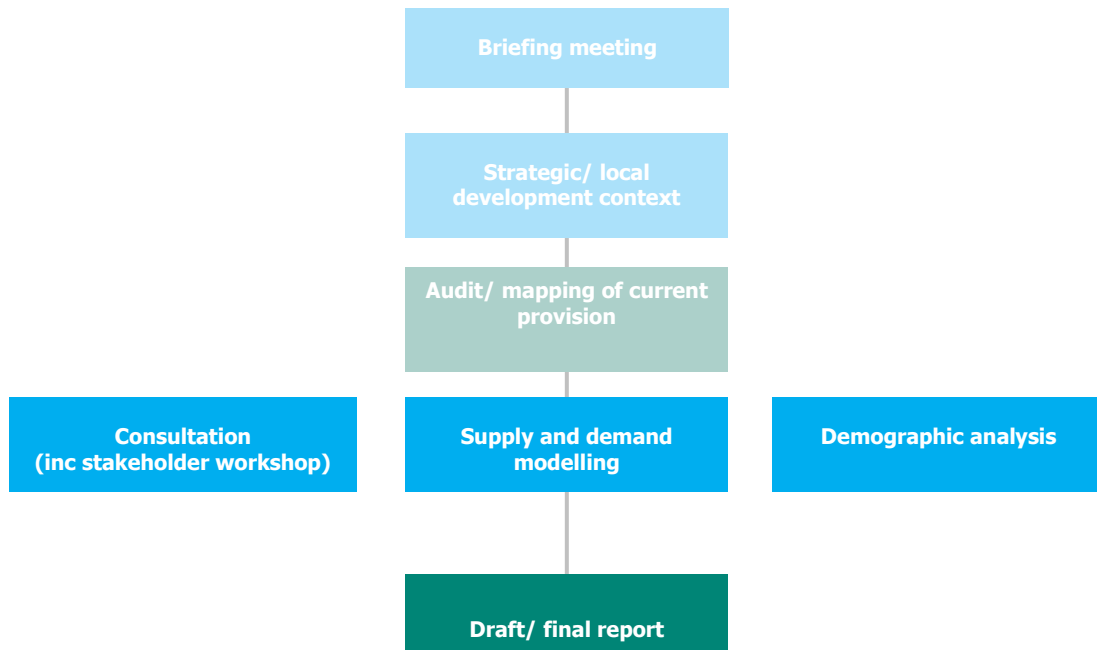 Briefing meeting
Strategic/ local
development context
Audit/ mapping of current
provision
Consultation
(inc stakeholder workshop)
Supply and demand
modelling
Demographic analysis
Draft/ final report